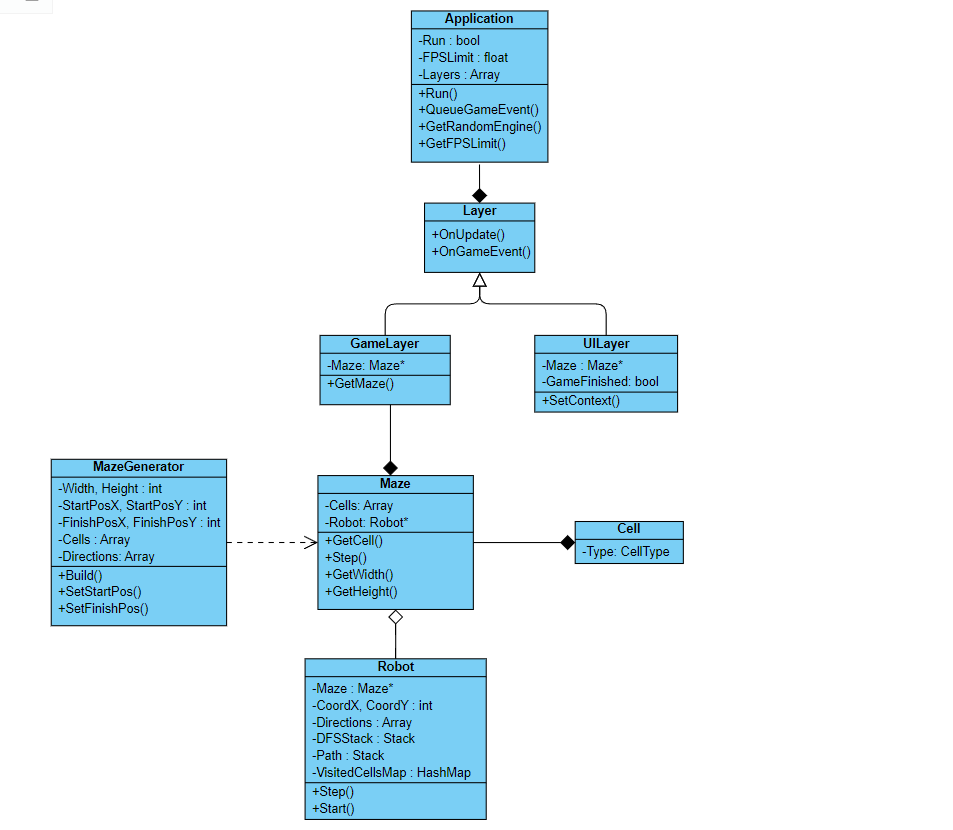 Application
-Run : bool
-FPSLimit : float
-Layers : Array
+Run()
+QueueGameEvent()
+GetRandomEngine()
+GetFPSLimit()
Layer
+OnUpdate()
+OnGameEvent()
GameLayer
-Maze: Maze*
+GetMaze()
UILayer
-Maze : Maze*
-GameFinished: bool
+SetContext()
MazeGenerator
-Width, Height : int
-StartPosX, StartPosY : int
-FinishPosX, FinishPosY : int
-Cells : Array
-Directions: Array
+Build()
+SetStartPos()
+SetFinishPos()
Maze
-Cells: Array
-Robot: Robot*
+GetCell()
+Step()
+GetWidth()
+GetHeight()
Cell
-Type: CellType
Robot
-Maze : Maze*
-CoordX, CoordY : int
-Directions : Array
-DFSStack : Stack
-Path : Stack
-VisitedCellsMap : HashMap
+Step()
+Start()